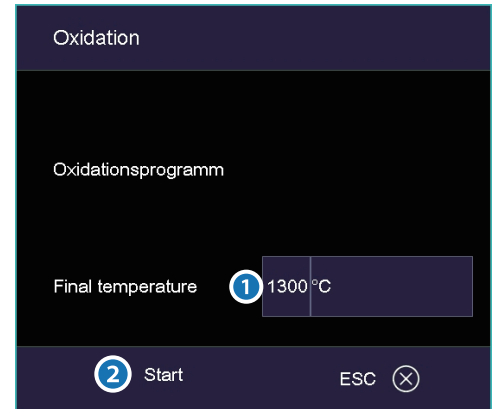 Oxidation
Oxidationsprogramm
Final temperature 1 1300 °C
2 Start ESC